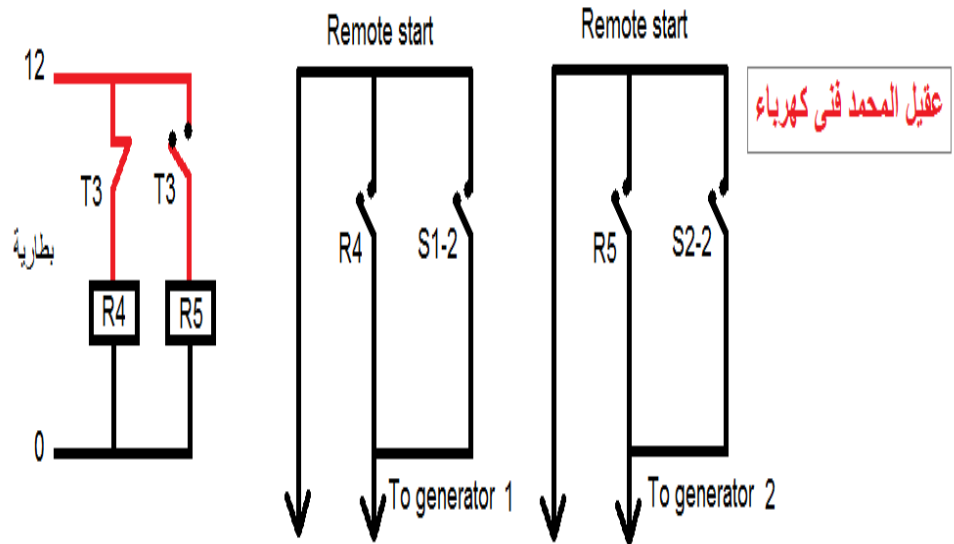 Remote start
Remote start
12
عقيل المحمد فنى كهرباء
T3
T3
بطارية
R4
S1-2
R5
S2-2
R4
R5
0
To generator 1
To generator 2